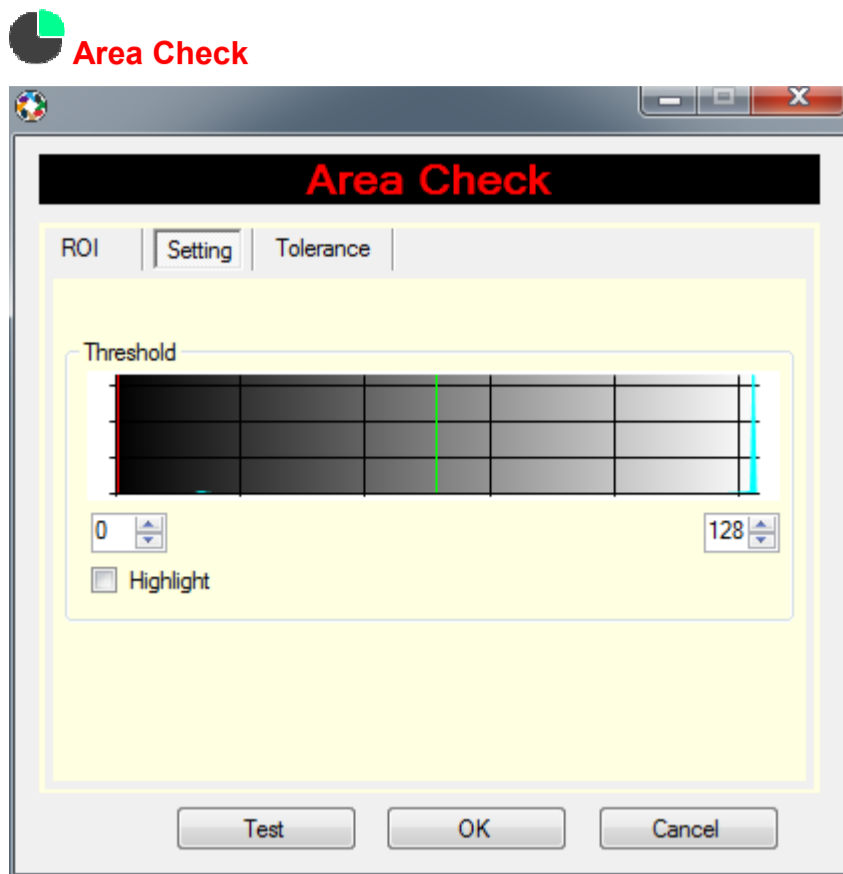 Area Check
Area Check
ROI Setting Tolerance
Threshold
0 128
Highlight
Test OK Cancel